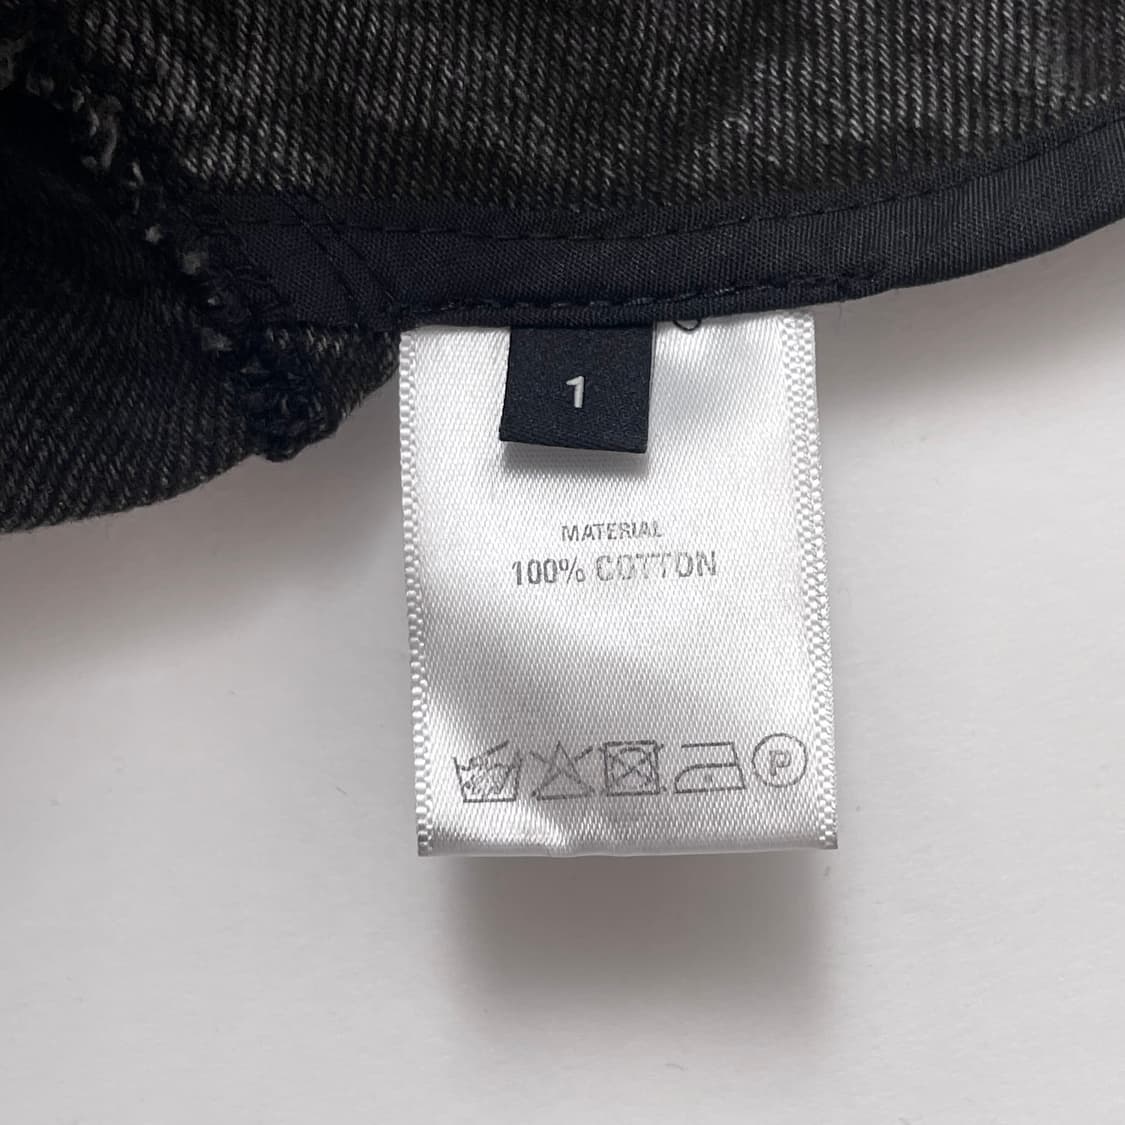 1
MATERIAL
100% COTTON
P